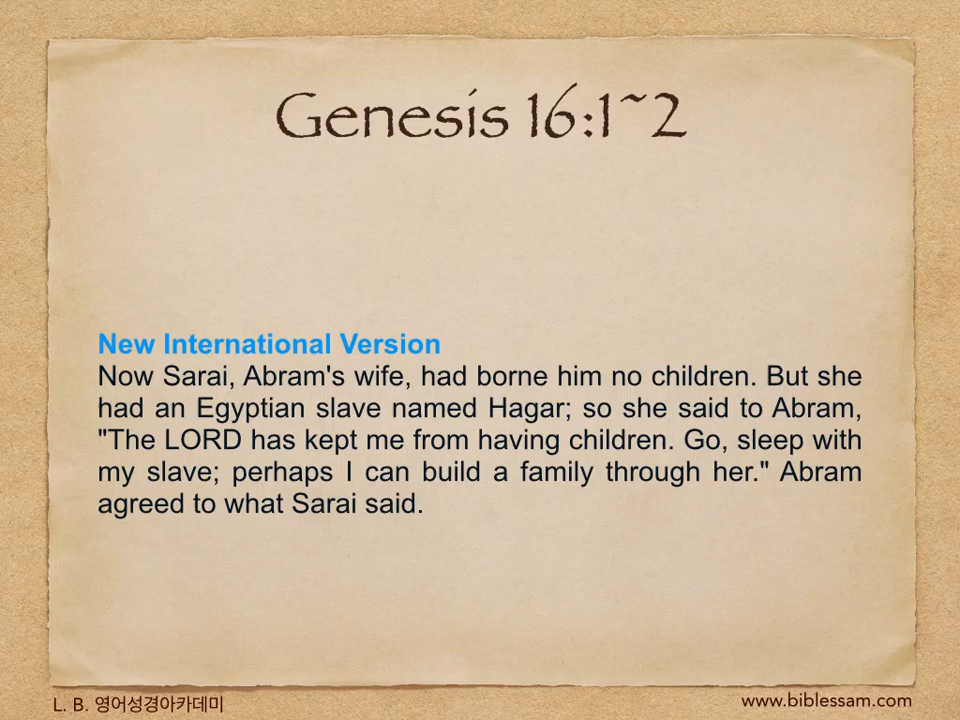 Genesis 16:1~2
New International Version
Now Sarai, Abram's wife, had borne him no children. But she
had an Egyptian slave named Hagar; so she said to Abram,
"The LORD has kept me from having children. Go, sleep with
my slave; perhaps I can build a family through her." Abram
agreed to what Sarai said.
L. B. 영어성경아카데미
www.biblessam.com